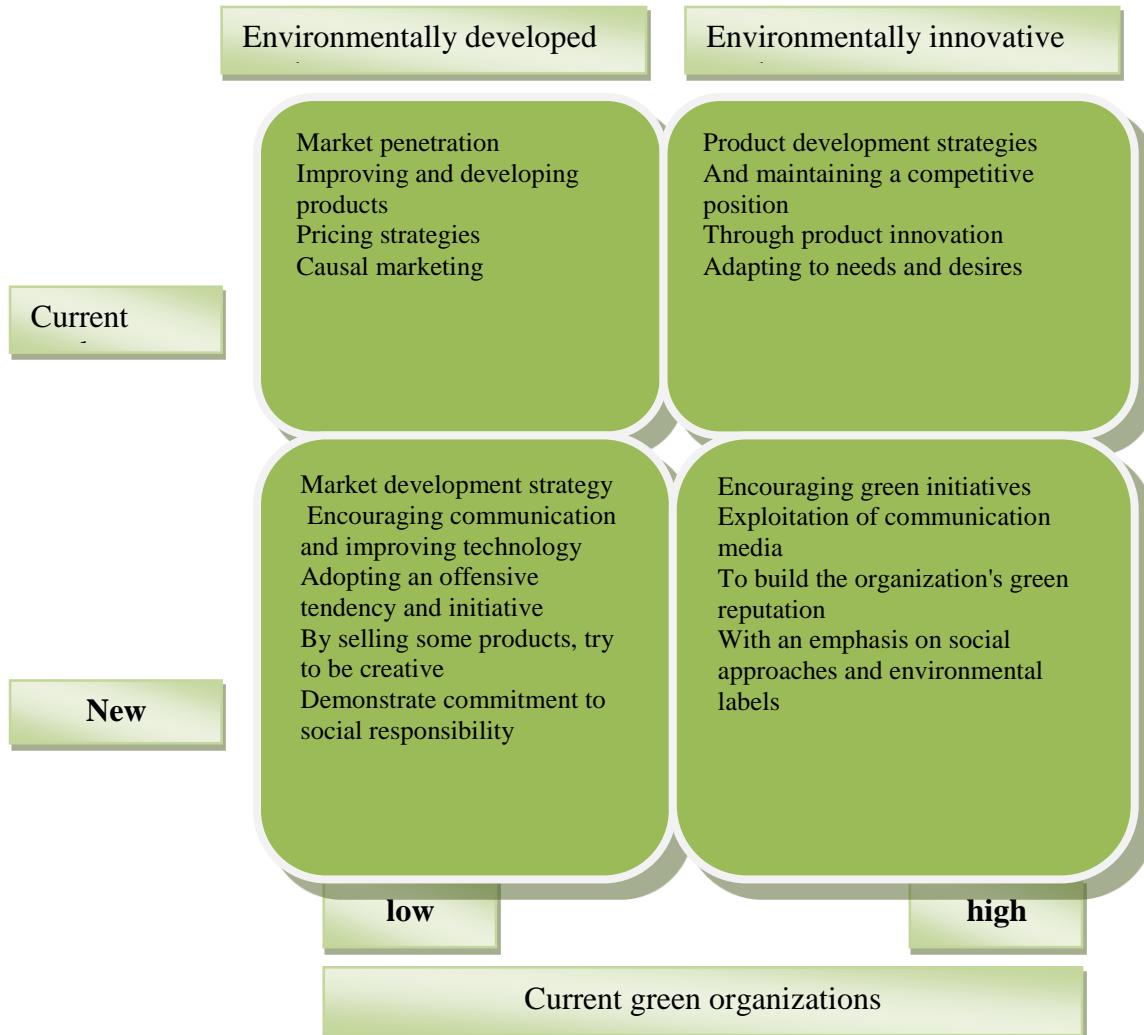 Environmentally developed
Environmentally innovative
Market penetration
Improving and developing
products
Pricing strategies
Causal marketing
Product development strategies
And maintaining a competitive
position
Through product innovation
Adapting to needs and desires
Current
Market development strategy
Encouraging communication
and improving technology
Adopting an offensive
tendency and initiative
By selling some products, try
to be creative
Demonstrate commitment to
social responsibility
Encouraging green initiatives
Exploitation of communication
media
To build the organization's green
reputation
With an emphasis on social
approaches and environmental
labels
New
low
high
Current green organizations